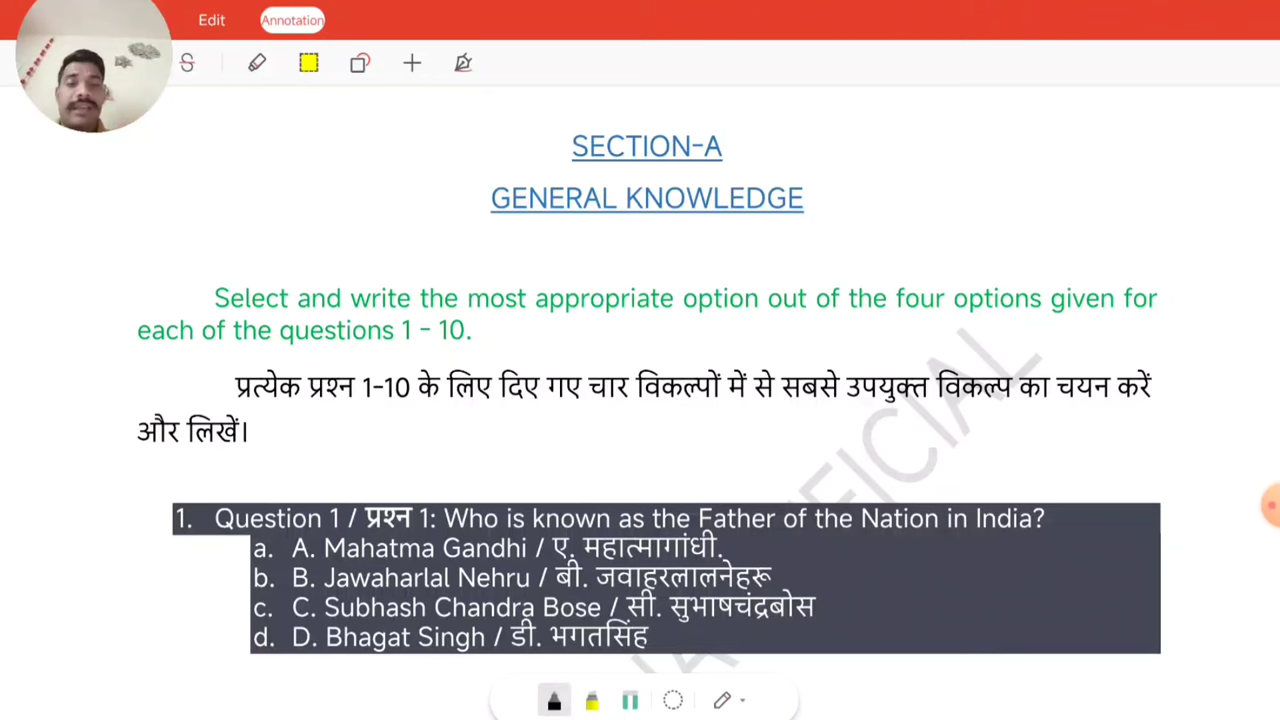 Edit Annotation
SECTION-A
GENERAL KNOWLEDGE
Select and write the most appropriate option out of the four options given for
each of the questions 1 - 10.
प्रत्येक प्रश्न 1-10 के लिए दिए गए चार विकल्पों में से सबसे उपयुक्त विकल्प का चयन करें
और लिखें।
1. Question 1 / प्रश्न 1: Who is known as the Father of the Nation in India?
a. A. Mahatma Gandhi / ए. महात्मागांधी.
b. B. Jawaharlal Nehru / बी. जवाहरलालनेहरू
c. C. Subhash Chandra Bose / सी. सुभाषचंद्रबोस
d. D. Bhagat Singh / डी. भगतसिंह